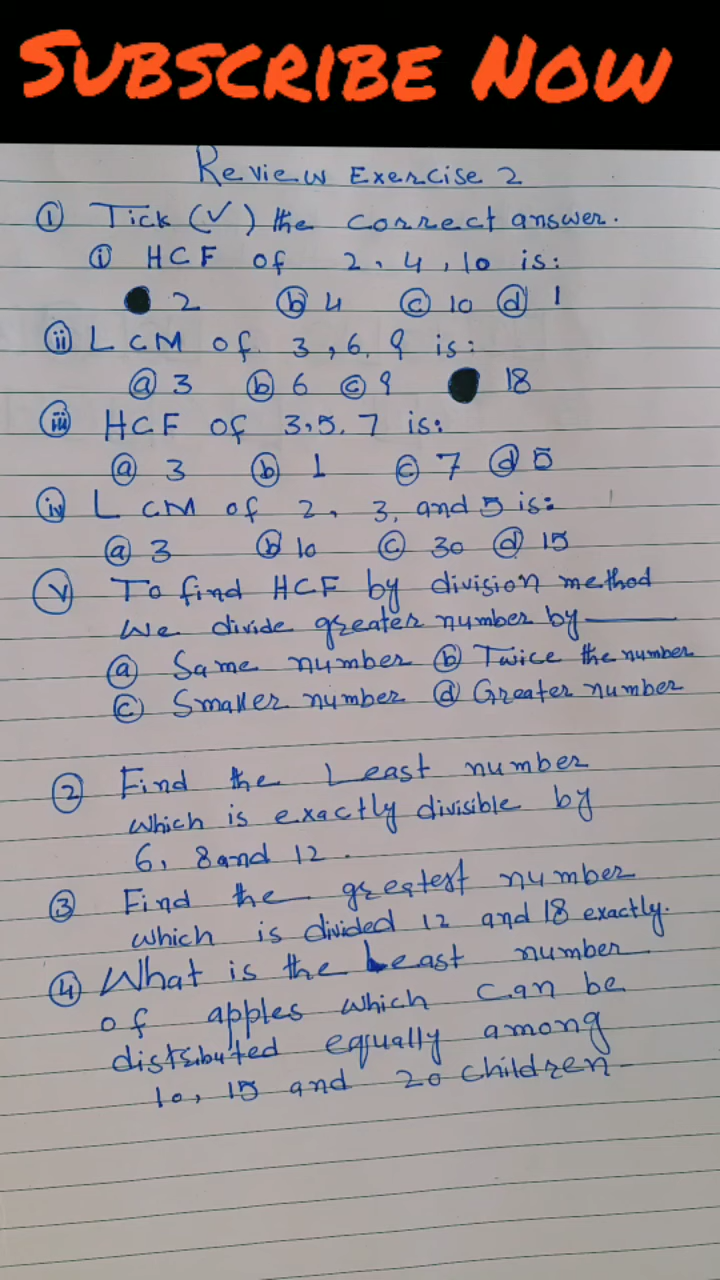 SUBSCRIBE NOW
Review Exercise 2
① Tick (✓) the correct answer.
ⓘ HCF of 2, 4, 10 is:
● 2 ⓑ 4 ⓒ 10 ⓓ 1
ii LCM of 3, 6, 9 is:
ⓐ 3 ⓑ 6 ⓒ 9 ● 18
iii HCF of 3, 5, 7 is:
ⓐ 3 ⓑ 1 ⓒ 7 ⓓ 5
iv LCM of 2, 3, and 5 is:
ⓐ 3 ⓑ 10 ⓒ 30 ⓓ 15
v To find HCF by division method
we divide greater number by ———
ⓐ Same number ⓑ Twice the number
ⓒ Smaller number ⓓ Greater number
② Find the Least number
which is exactly divisible by
6, 8 and 12.
③ Find the greatest number
which is divided 12 and 18 exactly.
④ What is the Least number
of apples which can be
distributed equally among
10, 15 and 20 children